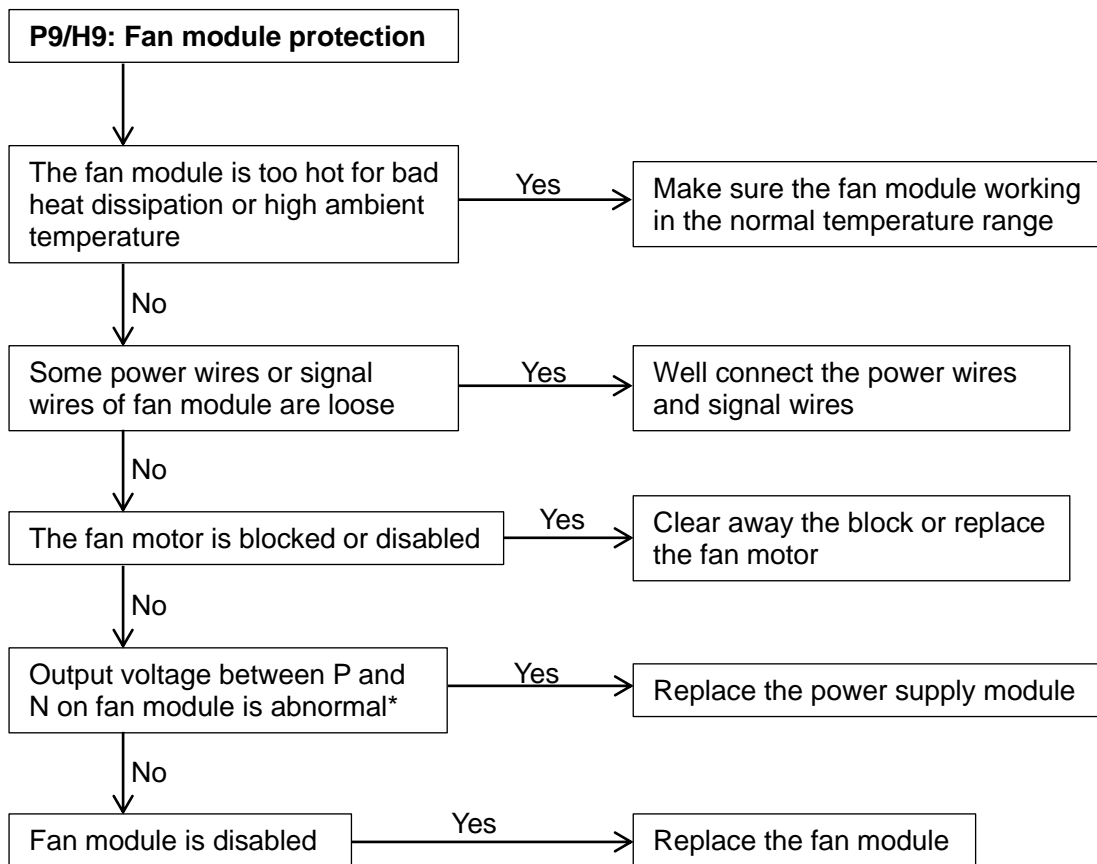 P9/H9: Fan module protection
The fan module is too hot for bad
heat dissipation or high ambient
temperature
Yes
Make sure the fan module working
in the normal temperature range
No
Some power wires or signal
wires of fan module are loose
Yes
Well connect the power wires
and signal wires
No
The fan motor is blocked or disabled
Yes
Clear away the block or replace
the fan motor
No
Output voltage between P and
N on fan module is abnormal*
Yes
Replace the power supply module
No
Fan module is disabled
Yes
Replace the fan module